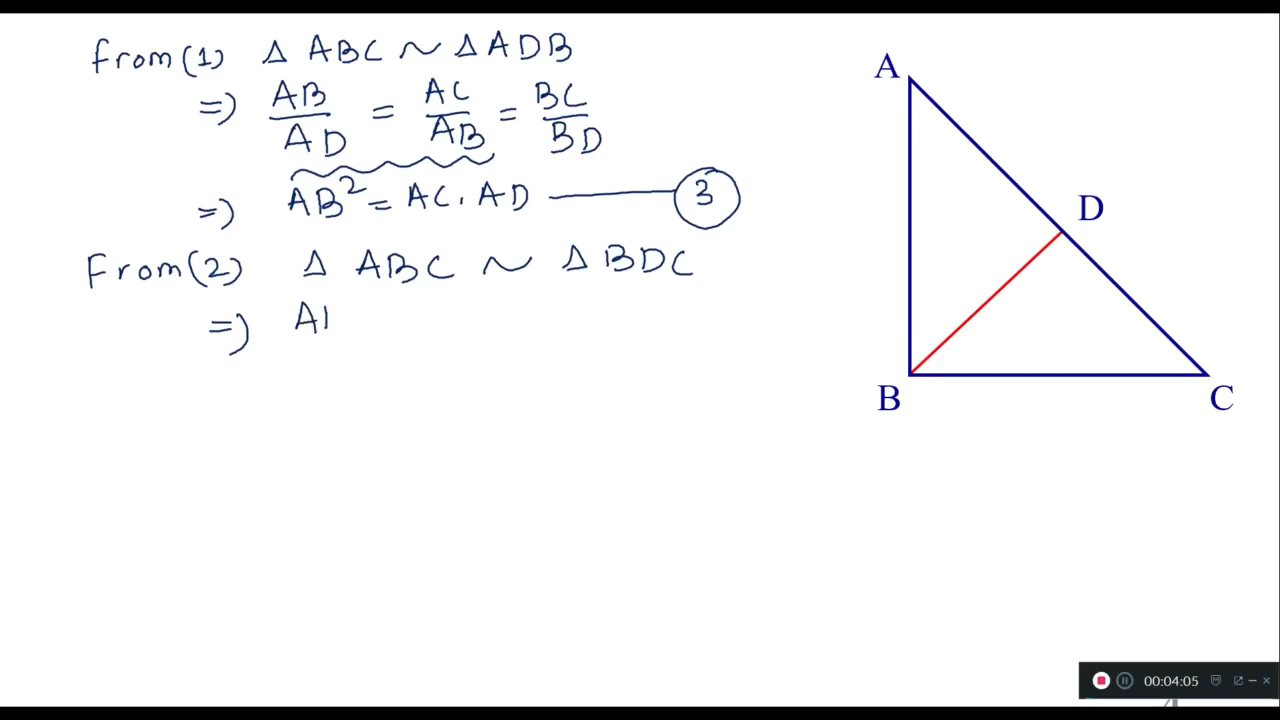 from(1) Δ ABC ~ Δ ADB
=) AB/AD = AC/AB = BC/BD
=) AB² = AC . AD —— 3
From(2) Δ ABC ~ Δ BDC
=) A
A
D
B
C
00:04:05